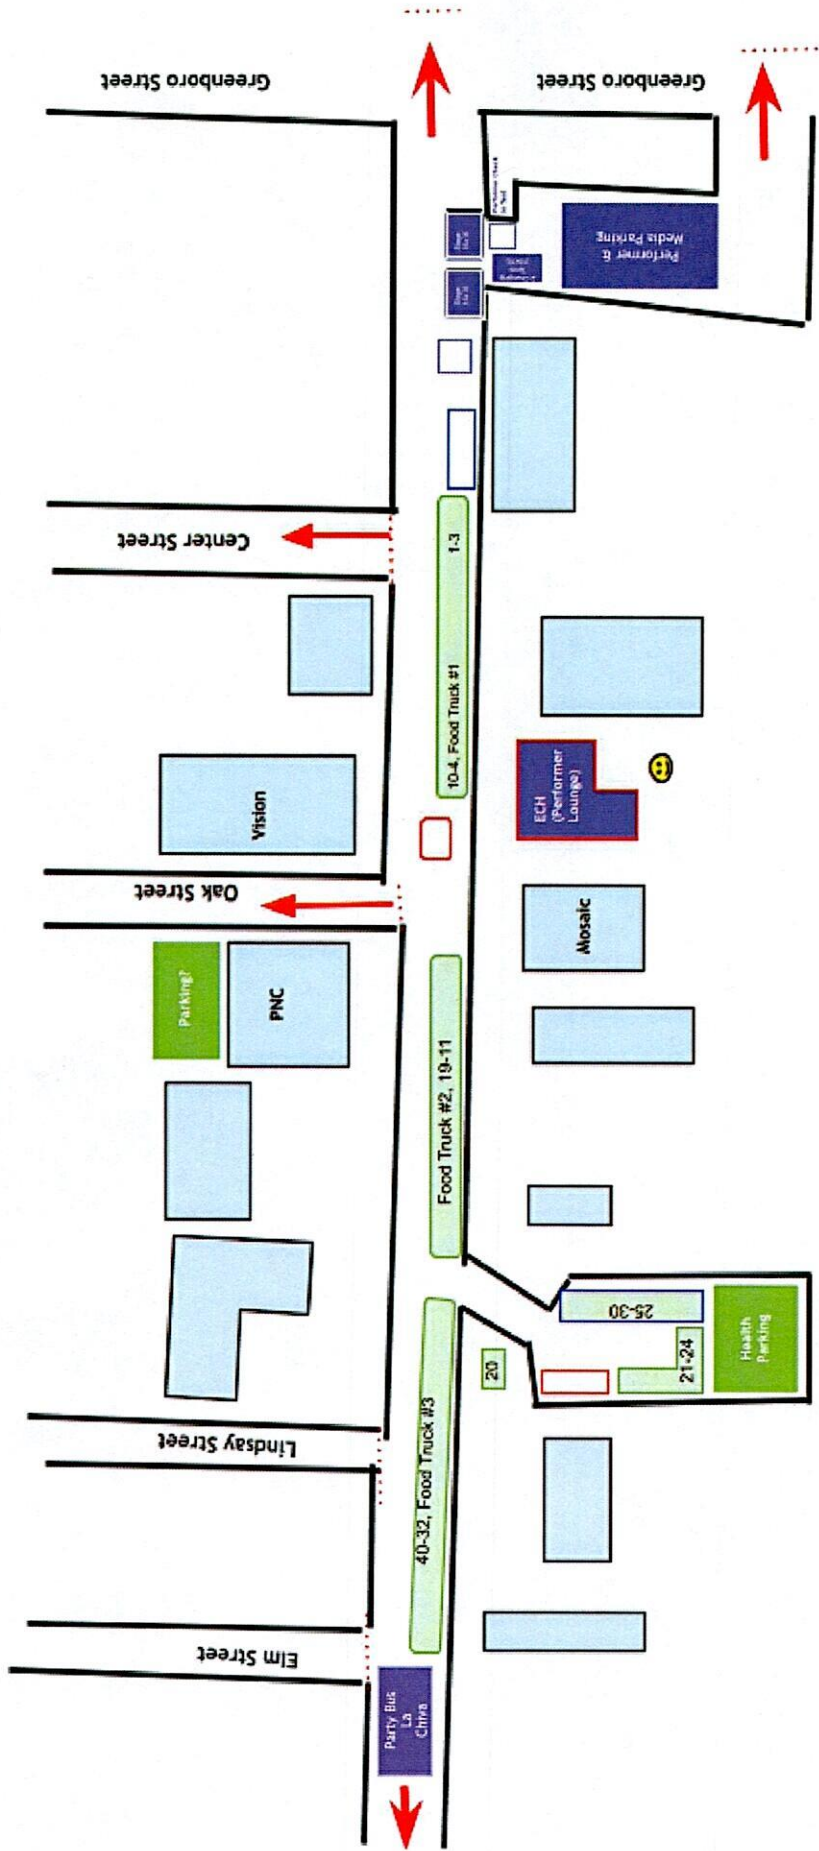 Greenboro Street
Greenboro Street
Performer &
Media Parking
Center Street
1-3
10-4, Food Truck #1
ECH
(Performer
Lounge)
Vision
Oak Street
Mosaic
Parking?
PNC
Food Truck #2, 19-11
25-30
21-24
Health
Parking
20
40-32, Food Truck #3
Lindsay Street
Elm Street
Party Bus
La
Chiva